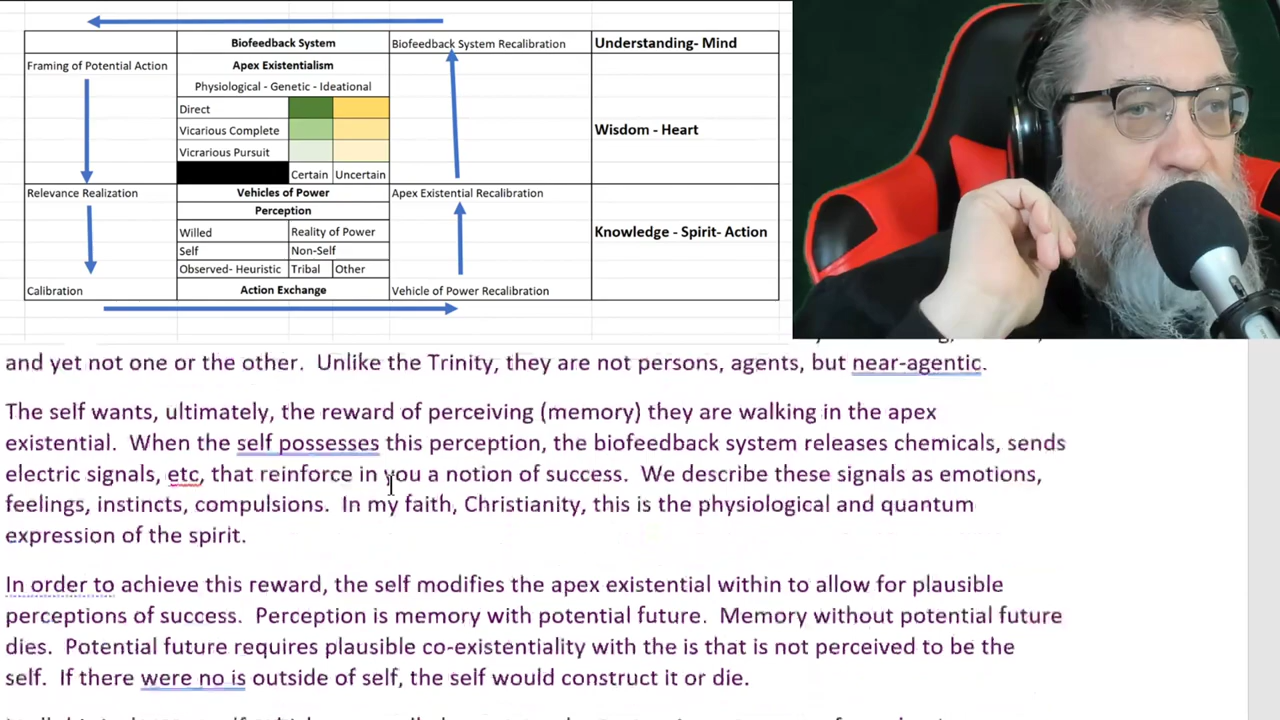 Biofeedback System
Biofeedback System Recalibration
Understanding- Mind
Framing of Potential Action
Apex Existentialism
Physiological - Genetic - Ideational
Direct
Vicarious Complete
Wisdom - Heart
Vicrarious Pursuit
Certain
Uncertain
Relevance Realization
Vehicles of Power
Apex Existential Recalibration
Perception
Willed
Reality of Power
Knowledge - Spirit- Action
Self
Non-Self
Observed- Heuristic
Tribal
Other
Calibration
Action Exchange
Vehicle of Power Recalibration
and yet not one or the other.  Unlike the Trinity, they are not persons, agents, but near-agentic.
The self wants, ultimately, the reward of perceiving (memory) they are walking in the apex
existential.  When the self possesses this perception, the biofeedback system releases chemicals, sends
electric signals, etc, that reinforce in you a notion of success.  We describe these signals as emotions,
feelings, instincts, compulsions.  In my faith, Christianity, this is the physiological and quantum
expression of the spirit.
In order to achieve this reward, the self modifies the apex existential within to allow for plausible
perceptions of success.  Perception is memory with potential future.  Memory without potential future
dies.  Potential future requires plausible co-existentiality with the is that is not perceived to be the
self.  If there were no is outside of self, the self would construct it or die.